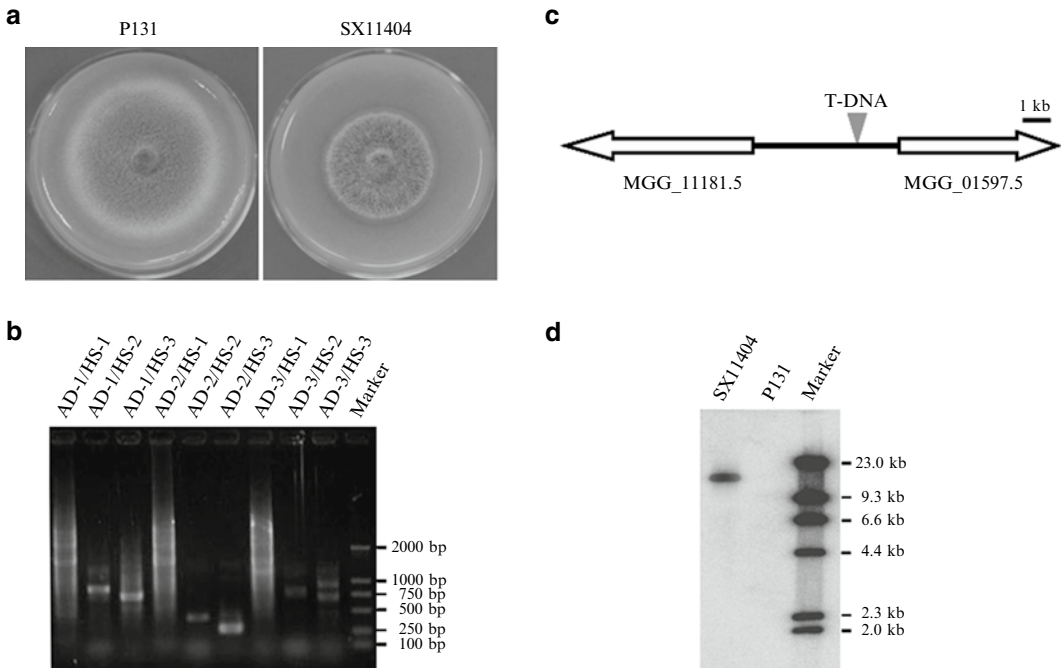 a
P131
SX11404
c
T-DNA
1 kb
MGG_11181.5
MGG_01597.5
b
AD-1/HS-1
AD-1/HS-2
AD-1/HS-3
AD-2/HS-1
AD-2/HS-2
AD-2/HS-3
AD-3/HS-1
AD-3/HS-2
AD-3/HS-3
Marker
2000 bp
1000 bp
750 bp
500 bp
250 bp
100 bp
d
SX11404
P131
Marker
23.0 kb
9.3 kb
6.6 kb
4.4 kb
2.3 kb
2.0 kb